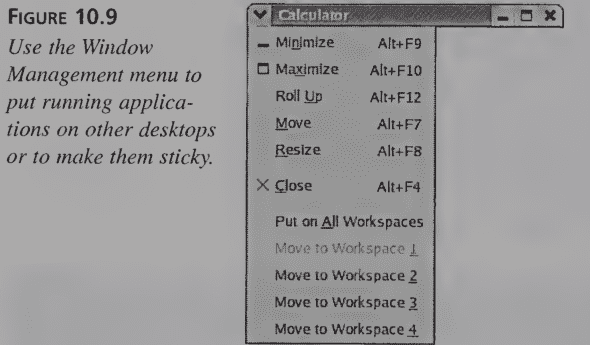 FIGURE 10.9
Use the Window
Management menu to
put running applica-
tions on other desktops
or to make them sticky.
Calculator
Minimize Alt+F9
Maximize Alt+F10
Roll Up Alt+F12
Move Alt+F7
Resize Alt+F8
Close Alt+F4
Put on All Workspaces
Move to Workspace 1
Move to Workspace 2
Move to Workspace 3
Move to Workspace 4